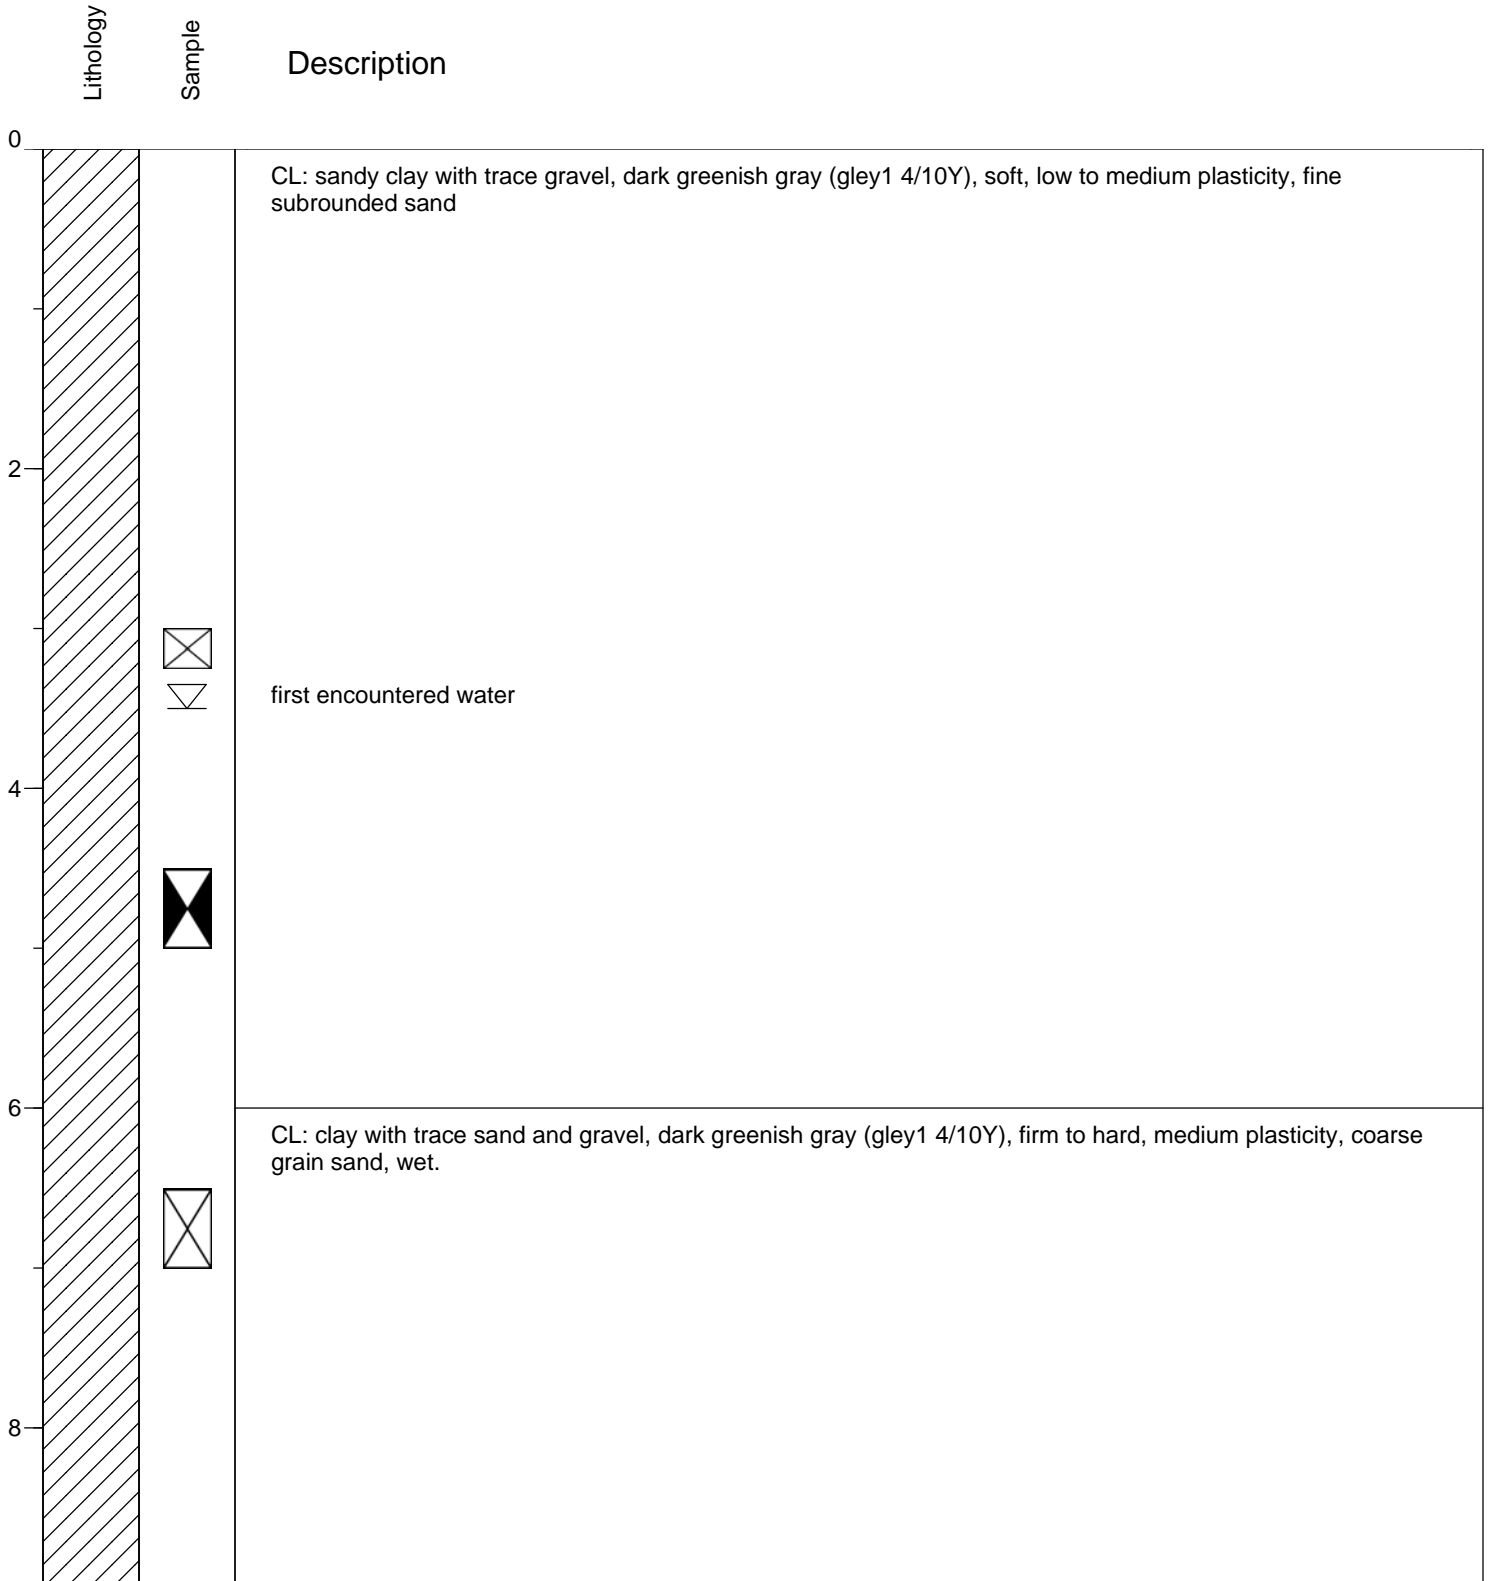 Lithology
Sample
Description
0
CL: sandy clay with trace gravel, dark greenish gray (gley1 4/10Y), soft, low to medium plasticity, fine
subrounded sand
2
first encountered water
4
6
CL: clay with trace sand and gravel, dark greenish gray (gley1 4/10Y), firm to hard, medium plasticity, coarse
grain sand, wet.
8